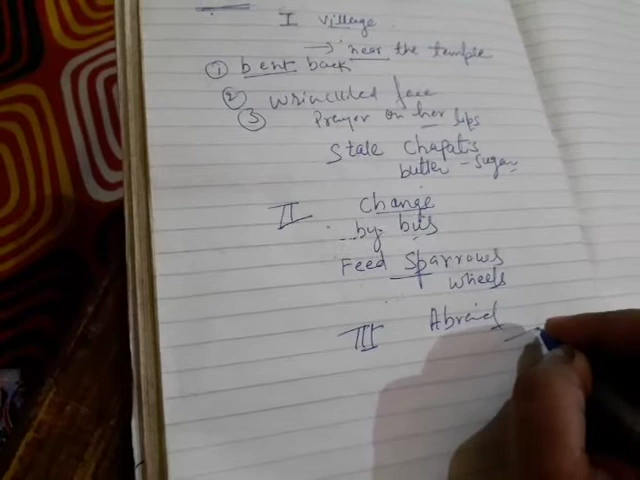 I village
→ near the temple
① bent back
② wrinculded face
③ Prayer on her lips
Stale Chapatis
butter - sugar
II Change
by bus
Feed Sparrows
wheels
III Abroad